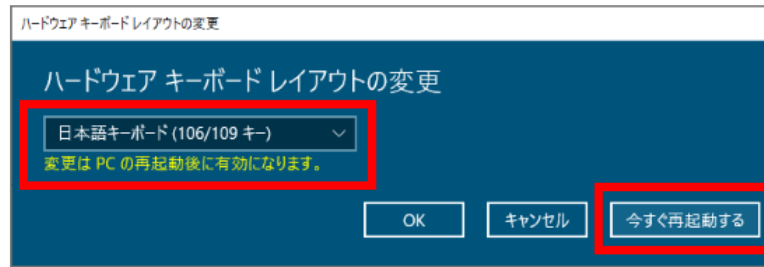 ハードウェア キーボード レイアウトの変更
ハードウェア キーボード レイアウトの変更
日本語キーボード (106/109 キー)
変更は PC の再起動後に有効になります。
OK
キャンセル
今すぐ再起動する